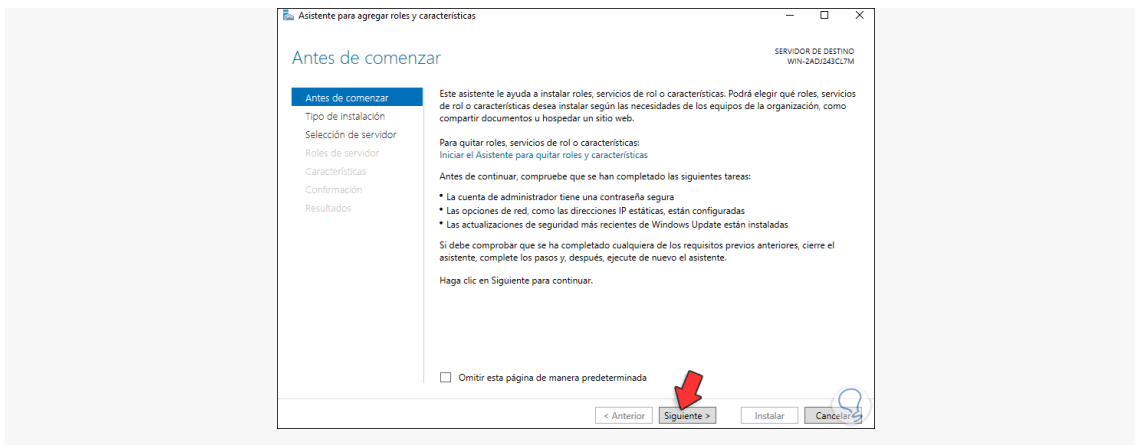 Asistente para agregar roles y características
Antes de comenzar
SERVIDOR DE DESTINO
WIN-2ADJ243CL7M
Antes de comenzar
Tipo de instalación
Selección de servidor
Roles de servidor
Características
Confirmación
Resultados
Este asistente le ayuda a instalar roles, servicios de rol o características. Podrá elegir qué roles, servicios
de rol o características desea instalar según las necesidades de los equipos de la organización, como
compartir documentos u hospedar un sitio web.
Para quitar roles, servicios de rol o características:
Iniciar el Asistente para quitar roles y características
Antes de continuar, compruebe que se han completado las siguientes tareas:
• La cuenta de administrador tiene una contraseña segura
• Las opciones de red, como las direcciones IP estáticas, están configuradas
• Las actualizaciones de seguridad más recientes de Windows Update están instaladas
Si debe comprobar que se ha completado cualquiera de los requisitos previos anteriores, cierre el
asistente, complete los pasos y, después, ejecute de nuevo el asistente.
Haga clic en Siguiente para continuar.
Omitir esta página de manera predeterminada
< Anterior Siguiente > Instalar Cancelar